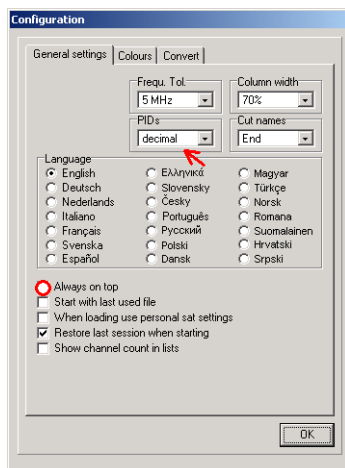 Configuration
General settings
Colours
Convert
Frequ. Tol.
Column width
5 MHz
70%
PIDs
Cut names
decimal
End
Language
English
Ελληνικά
Magyar
Deutsch
Slovensky
Türkçe
Nederlands
Česky
Norsk
Italiano
Português
Romana
Français
Русский
Suomalainen
Svenska
Polski
Hrvatski
Español
Dansk
Srpski
Always on top
Start with last used file
When loading use personal sat settings
Restore last session when starting
Show channel count in lists
OK